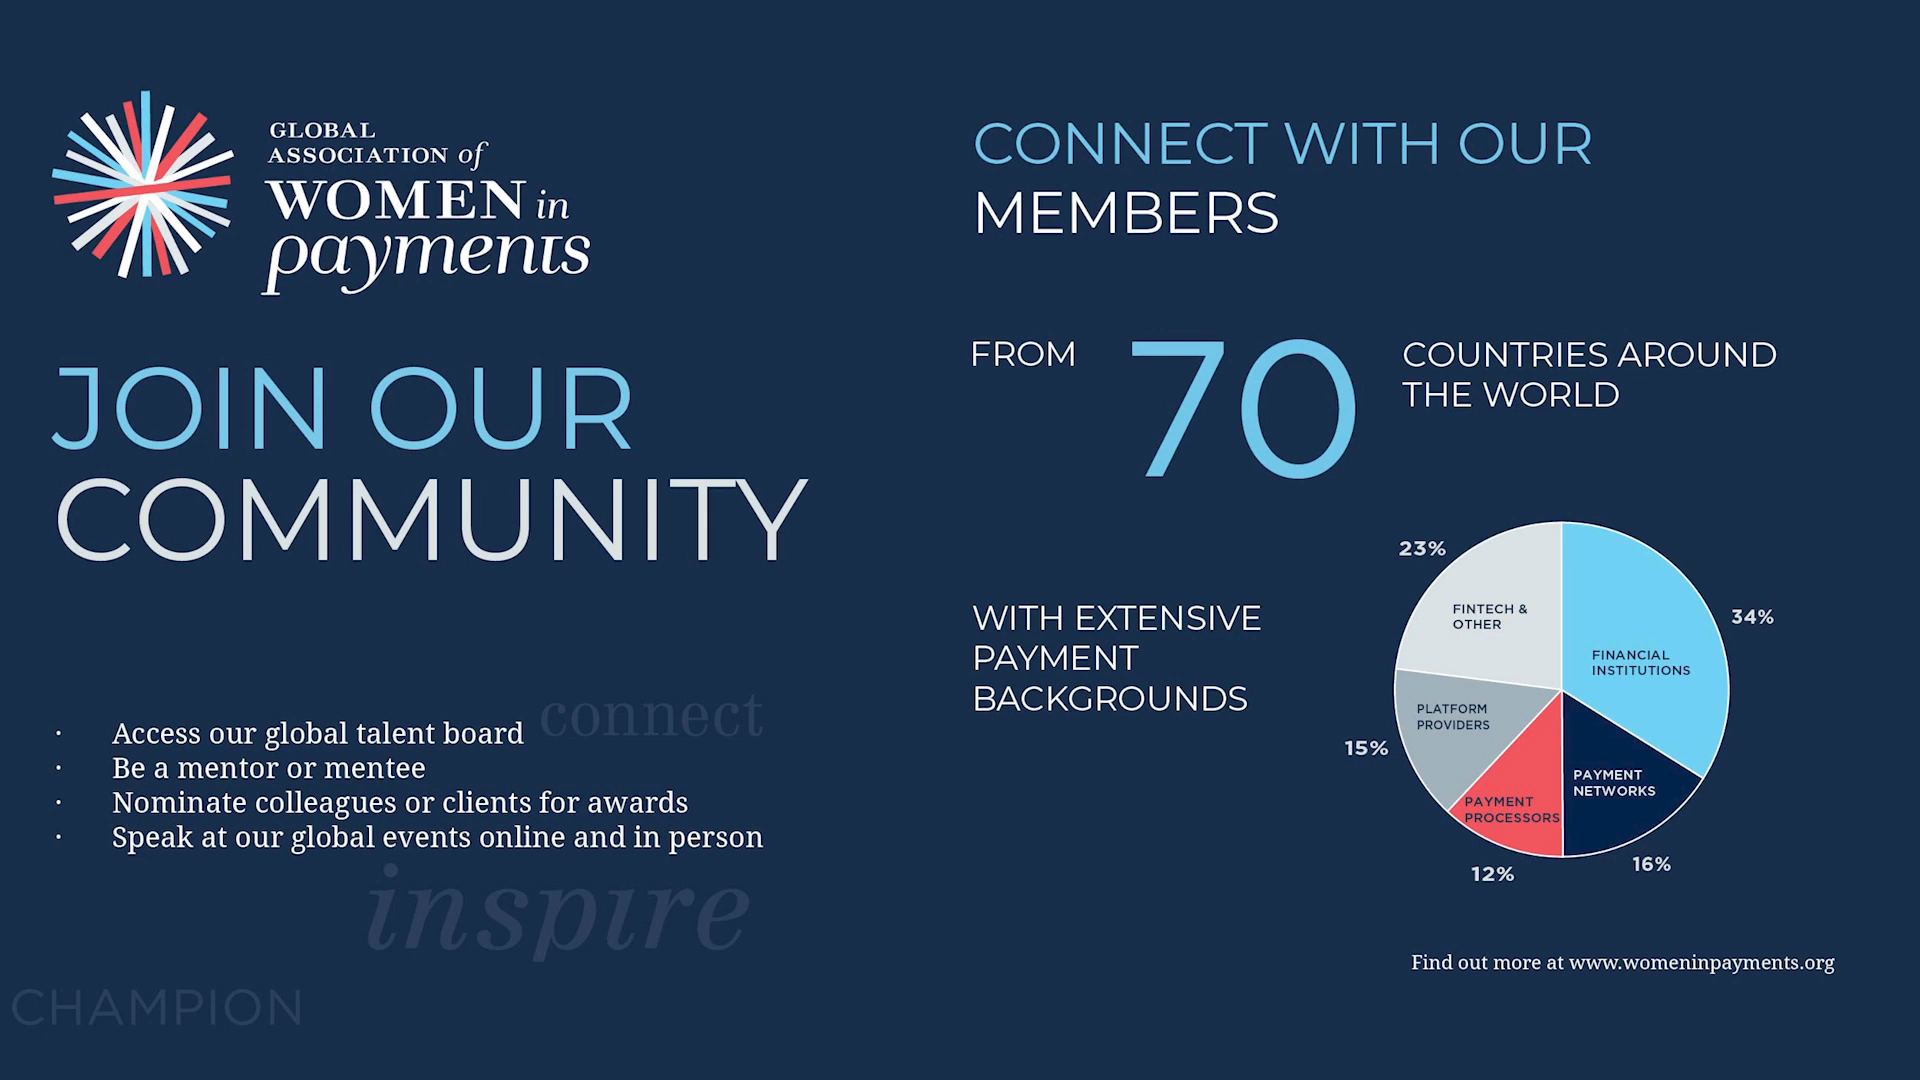 GLOBAL
ASSOCIATION of
WOMEN in
payments
JOIN OUR
COMMUNITY
connect
· Access our global talent board
· Be a mentor or mentee
· Nominate colleagues or clients for awards
· Speak at our global events online and in person
inspire
CHAMPION
CONNECT WITH OUR
MEMBERS
FROM 70 COUNTRIES AROUND
THE WORLD
WITH EXTENSIVE
PAYMENT
BACKGROUNDS
23%
FINTECH &
OTHER
34%
FINANCIAL
INSTITUTIONS
PLATFORM
PROVIDERS
15%
PAYMENT
NETWORKS
16%
PAYMENT
PROCESSORS
12%
Find out more at www.womeninpayments.org